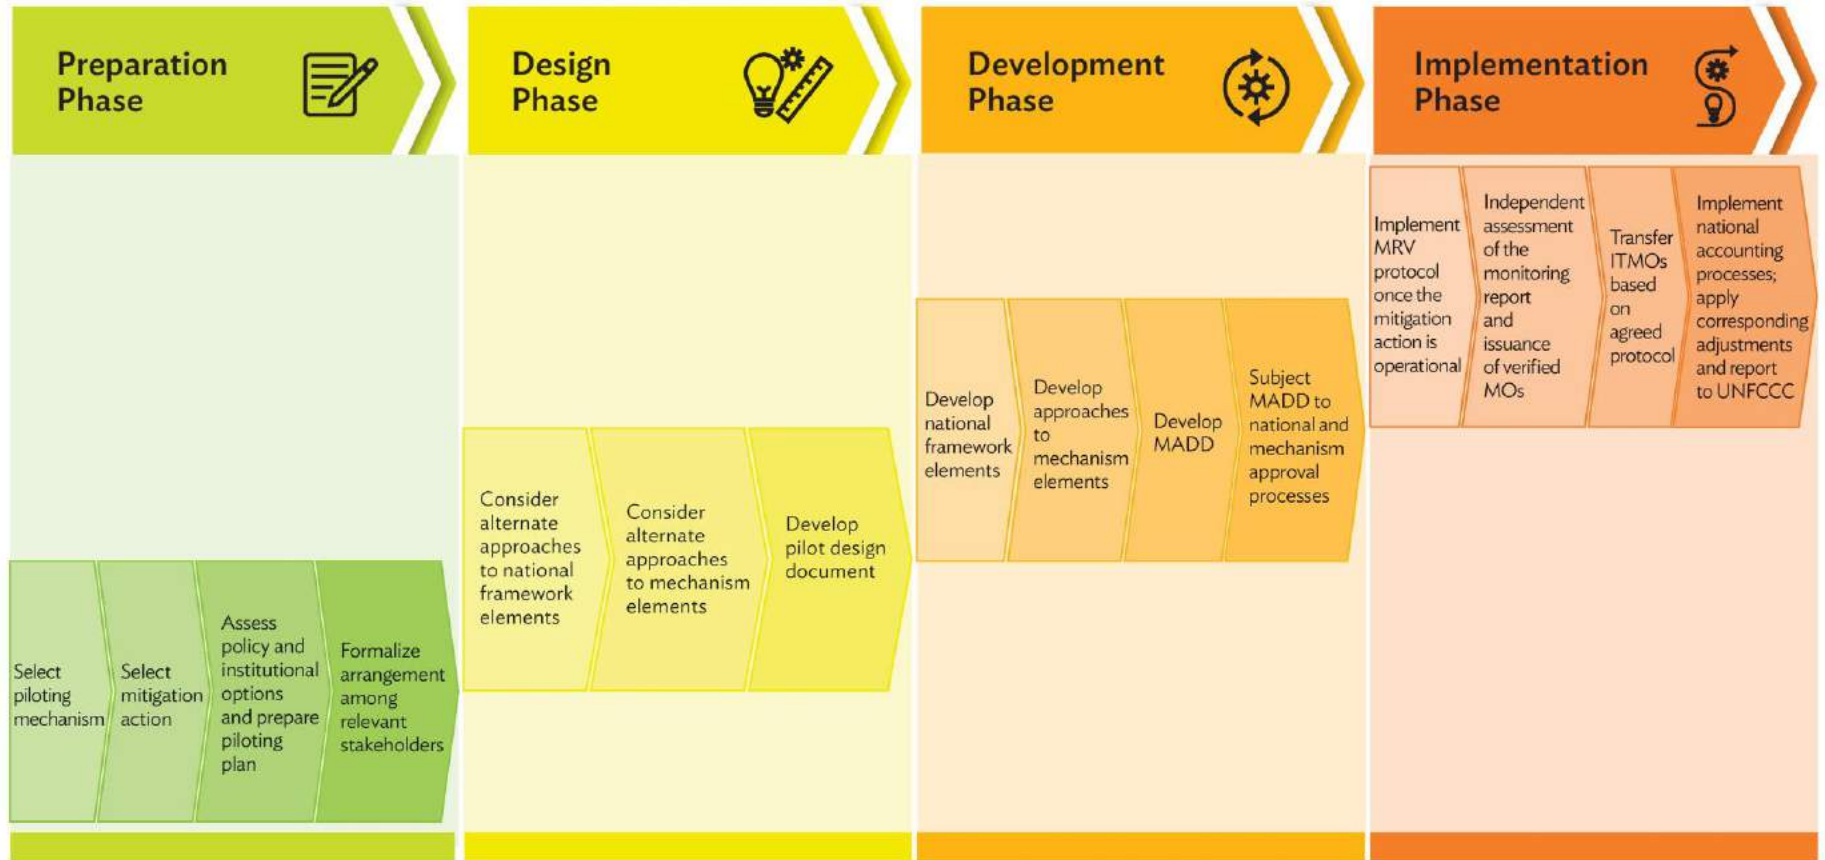 Preparation
Phase
Design
Phase
Development
Phase
Implementation
Phase
Select
piloting
mechanism
Select
mitigation
action
Assess
policy and
institutional
options
and prepare
piloting
plan
Formalize
arrangement
among
relevant
stakeholders
Consider
alternate
approaches
to national
framework
elements
Consider
alternate
approaches
to mechanism
elements
Develop
pilot design
document
Develop
national
framework
elements
Develop
approaches
to
mechanism
elements
Develop
MADD
Subject
MADD to
national and
mechanism
approval
processes
Implement
MRV
protocol
once the
mitigation
action is
operational
Independent
assessment
of the
monitoring
report
and
issuance
of verified
MOs
Transfer
ITMOs
based
on
agreed
protocol
Implement
national
accounting
processes;
apply
corresponding
adjustments
and report
to UNFCCC